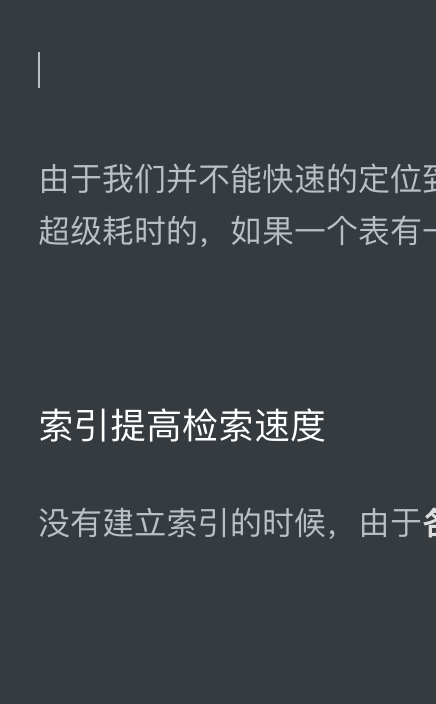 由于我们并不能快速的定位到
超级耗时的，如果一个表有一
索引提高检索速度
没有建立索引的时候，由于各